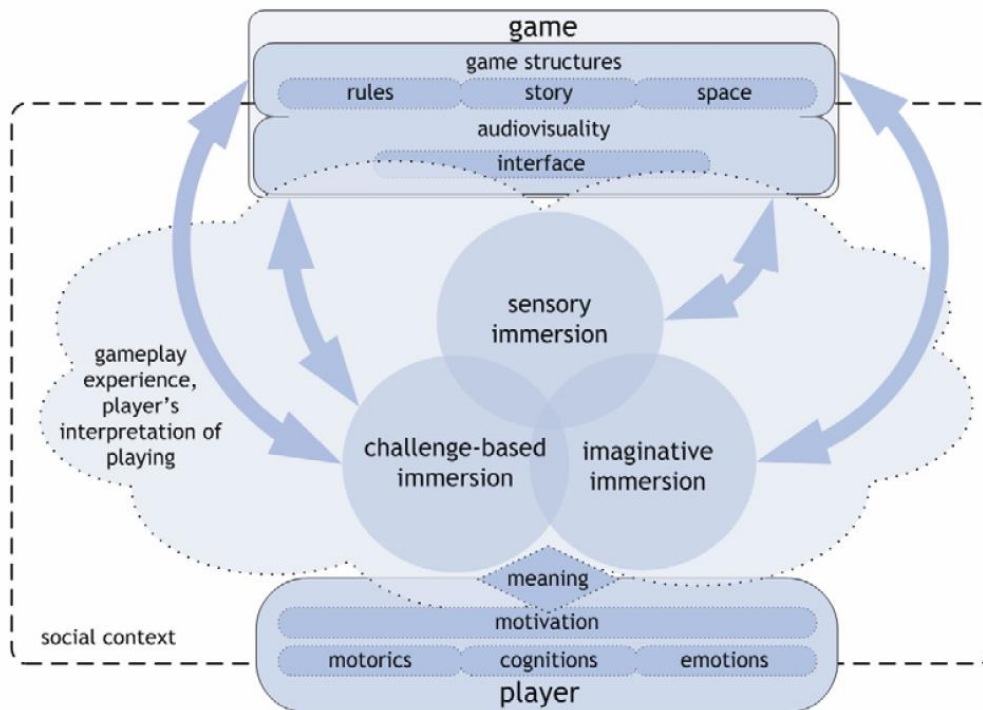 game
game structures
rules story space
audiovisuality
interface
sensory
immersion
gameplay
experience,
player's
interpretation of
playing
challenge-based
immersion
imaginative
immersion
meaning
motivation
social context
motorics cognitions emotions
player